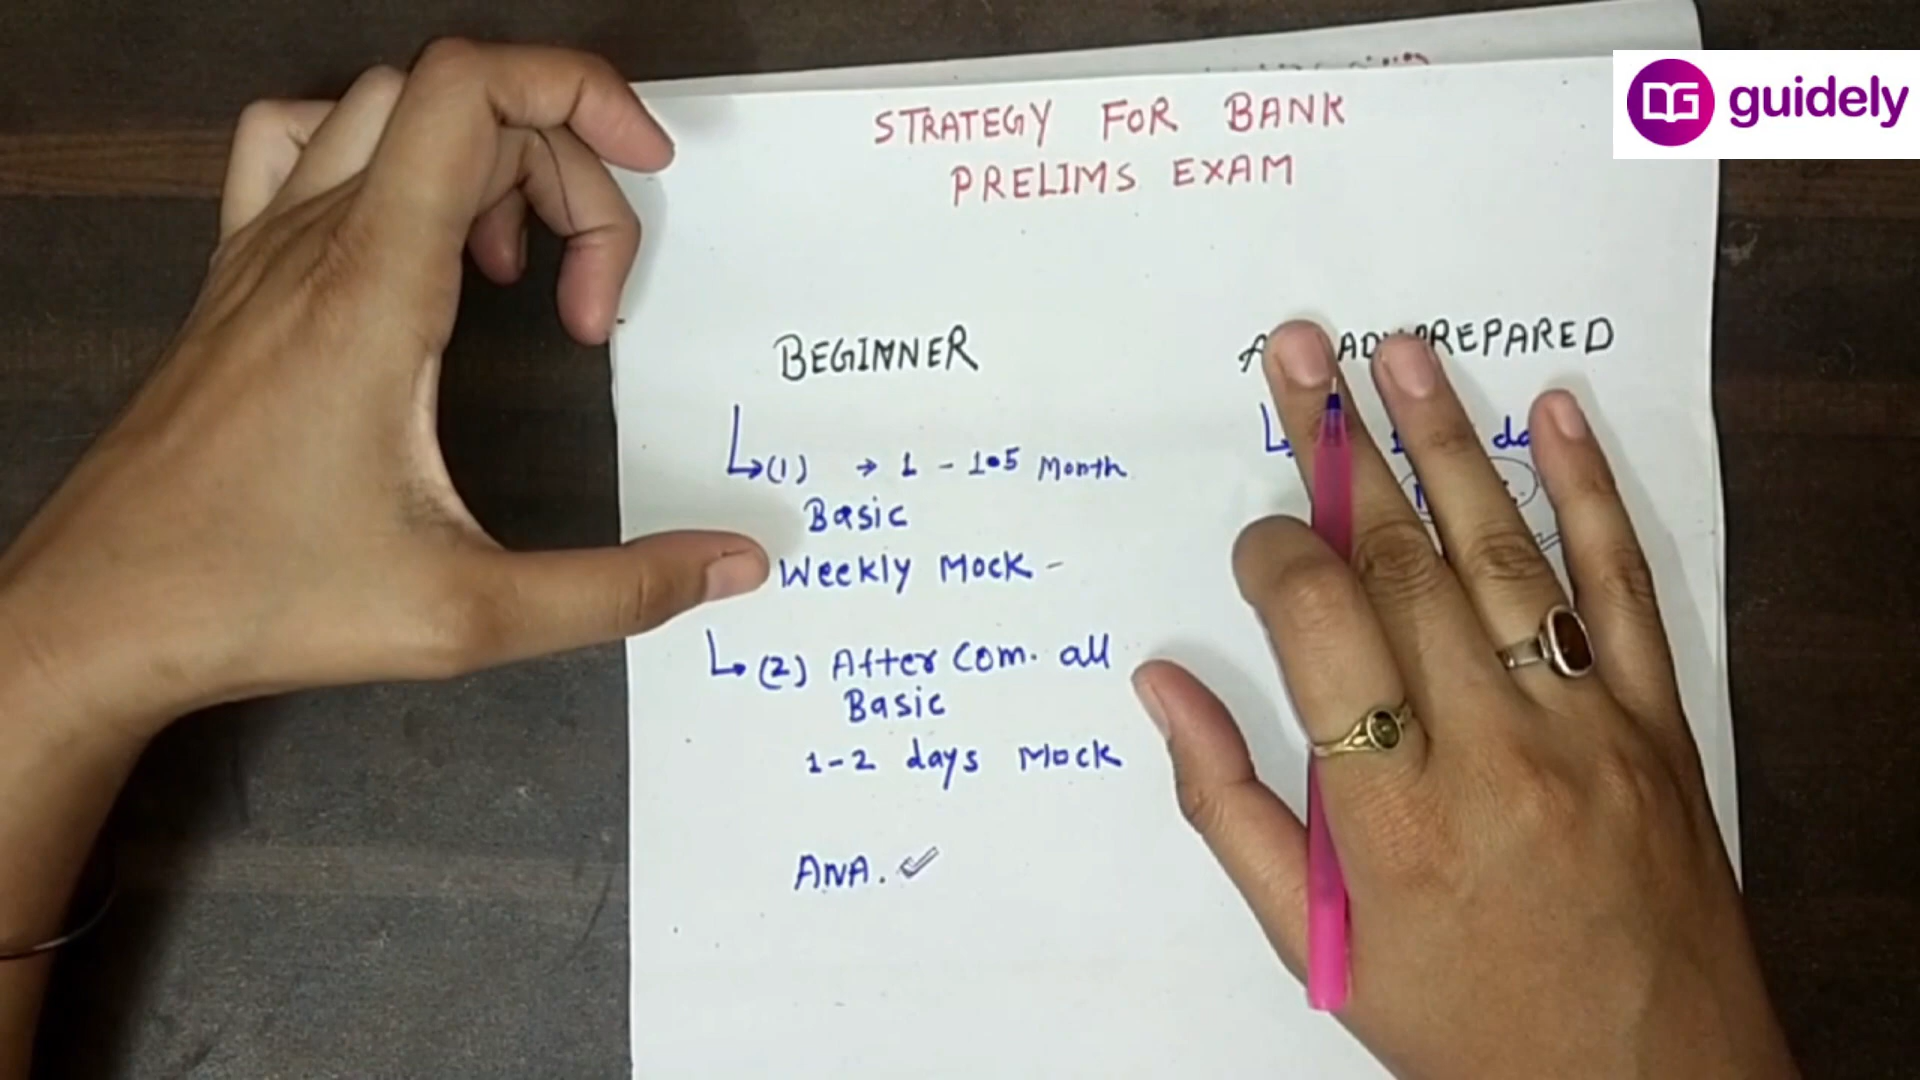 guidely
STRATEGY FOR BANK
PRELIMS EXAM
BEGINNER
(1) → 1 - 1.5 Month
Basic
Weekly Mock -
(2) After Com. all
Basic
1-2 days Mock
ANA. ✓
PREPARED